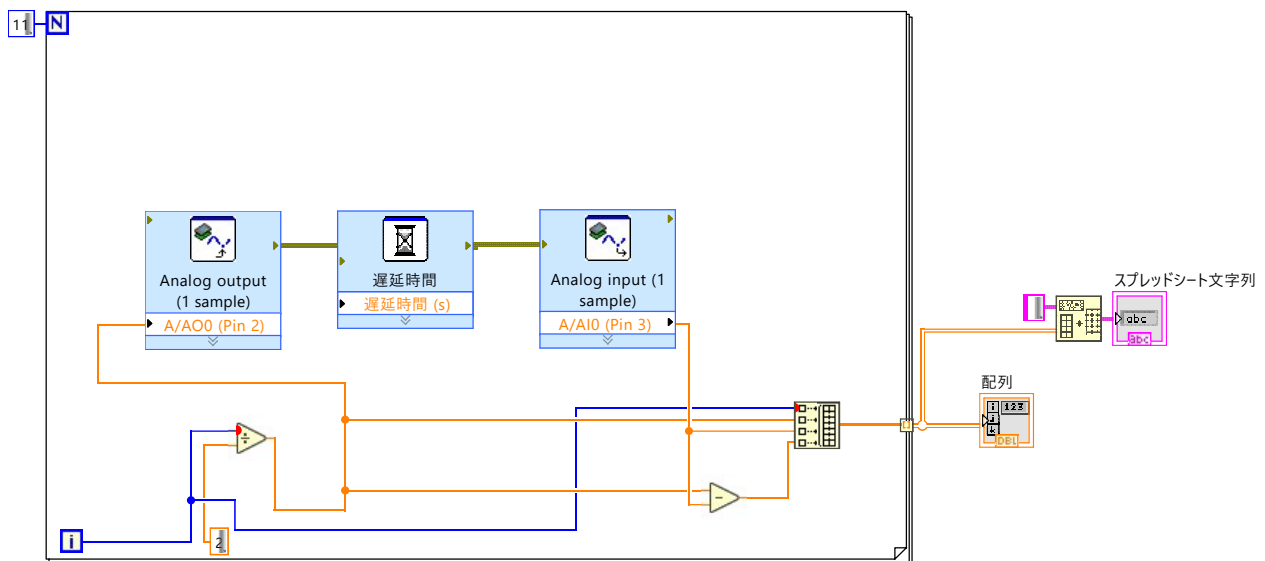 11
N
Analog output
(1 sample)
A/AO0 (Pin 2)
遅延時間
遅延時間 (s)
Analog input (1
sample)
A/AI0 (Pin 3)
スプレッドシート文字列
abc
abc
配列
i
123
k
DBL
÷
-
i
2